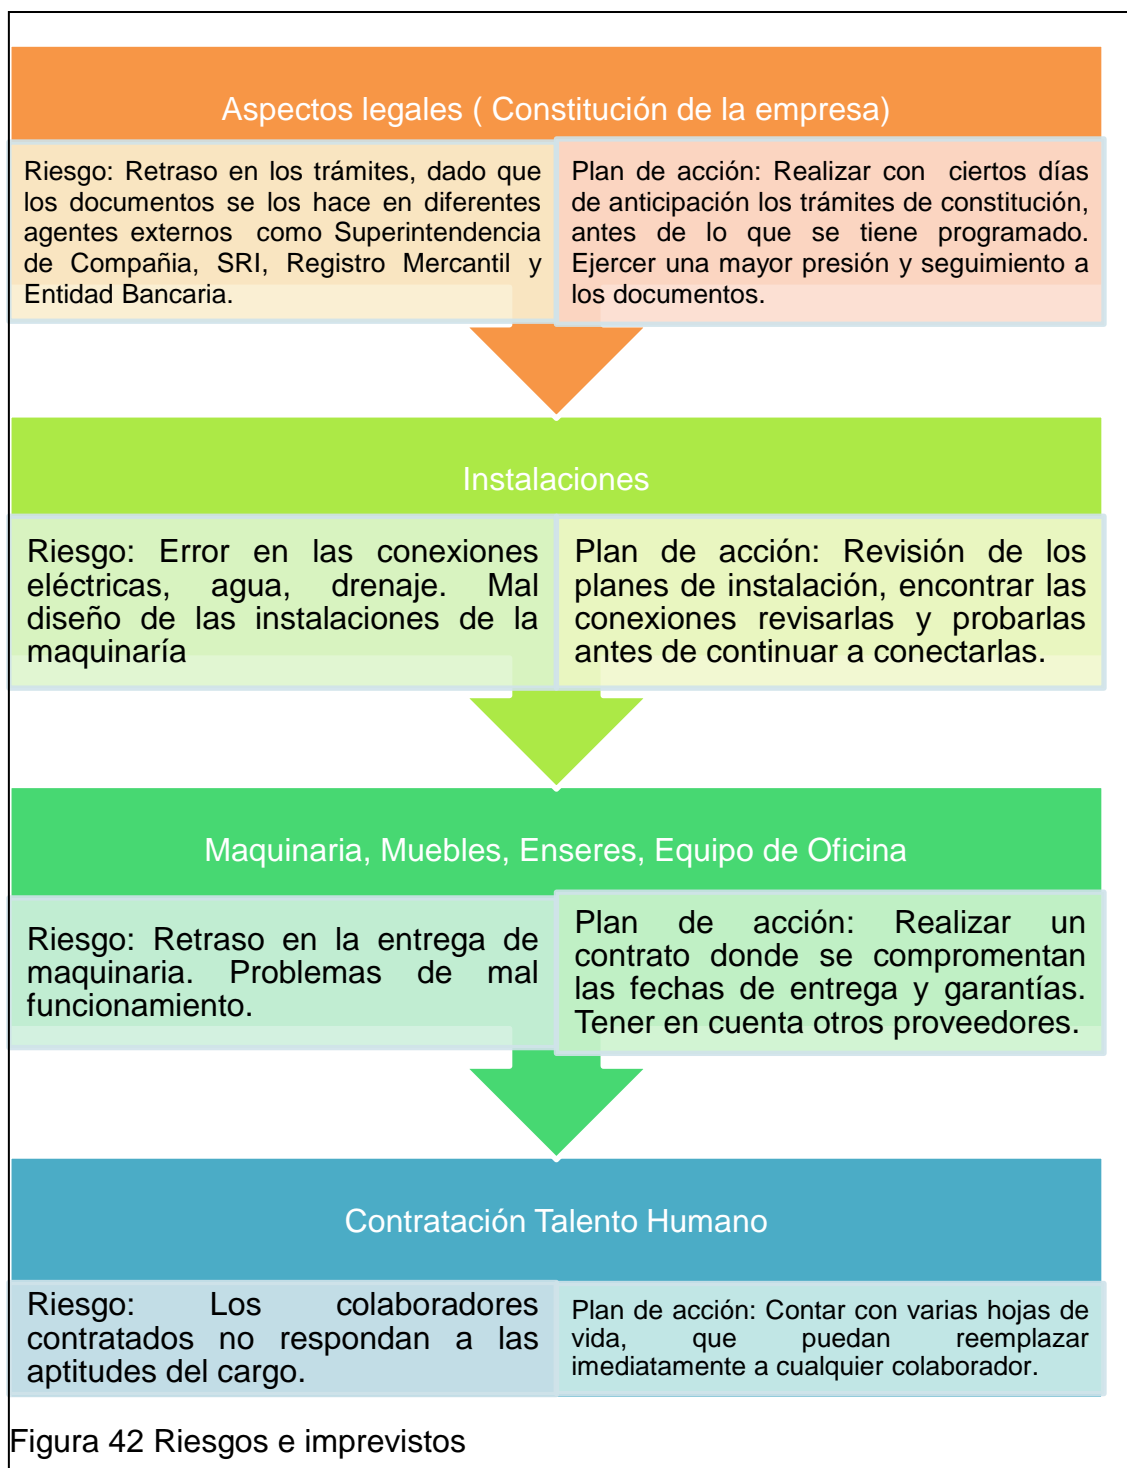 Aspectos legales ( Constitución de la empresa)
Riesgo: Retraso en los trámites, dado que
los documentos se los hace en diferentes
agentes externos como Superintendencia
de Compañia, SRI, Registro Mercantil y
Entidad Bancaria.
Plan de acción: Realizar con ciertos días
de anticipación los trámites de constitución,
antes de lo que se tiene programado.
Ejercer una mayor presión y seguimiento a
los documentos.
Instalaciones
Riesgo: Error en las conexiones
eléctricas, agua, drenaje. Mal
diseño de las instalaciones de la
maquinaría
Plan de acción: Revisión de los
planes de instalación, encontrar las
conexiones revisarlas y probarlas
antes de continuar a conectarlas.
Maquinaria, Muebles, Enseres, Equipo de Oficina
Riesgo: Retraso en la entrega de
maquinaria. Problemas de mal
funcionamiento.
Plan de acción: Realizar un
contrato donde se compromentan
las fechas de entrega y garantías.
Tener en cuenta otros proveedores.
Contratación Talento Humano
Riesgo: Los colaboradores
contratados no respondan a las
aptitudes del cargo.
Plan de acción: Contar con varias hojas de
vida, que puedan reemplazar
imediatamente a cualquier colaborador.
Figura 42 Riesgos e imprevistos